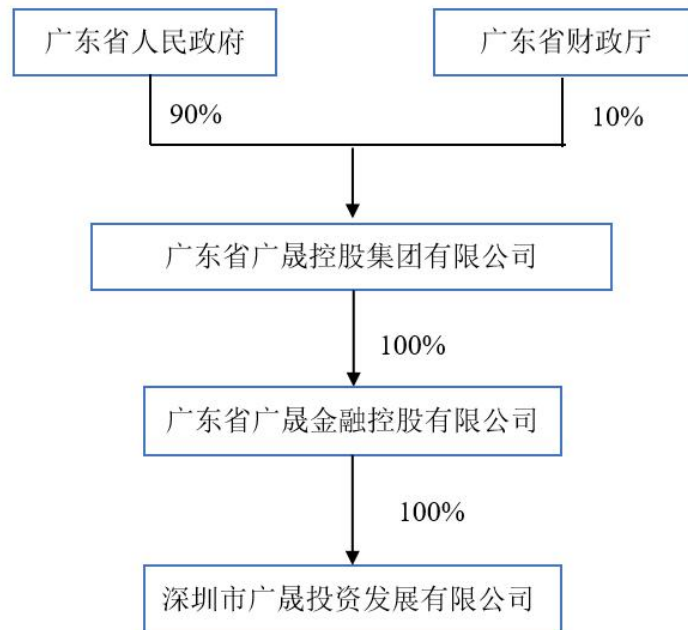 广东省人民政府
广东省财政厅
90%
10%
广东省广晟控股集团有限公司
100%
广东省广晟金融控股有限公司
100%
深圳市广晟投资发展有限公司